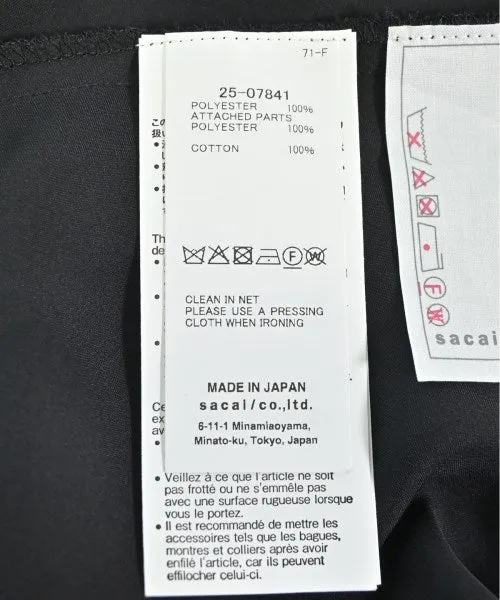 71-F
25-07841
POLYESTER 100%
ATTACHED PARTS
POLYESTER 100%
COTTON 100%
F W
CLEAN IN NET
PLEASE USE A PRESSING
CLOTH WHEN IRONING
MADE IN JAPAN
sacai/co.,ltd.
6-11-1 Minamiaoyama,
Minato-ku, Tokyo, Japan
• Veillez à ce que l'article ne soit
pas frotté ou ne s'emmêle pas
avec une surface rugueuse lorsque
vous le portez.
• Il est recommandé de mettre les
accessoires tels que les bagues,
montres et colliers après avoir
enfilé l'article, car ils peuvent
effilocher celui-ci.
F W
sacai